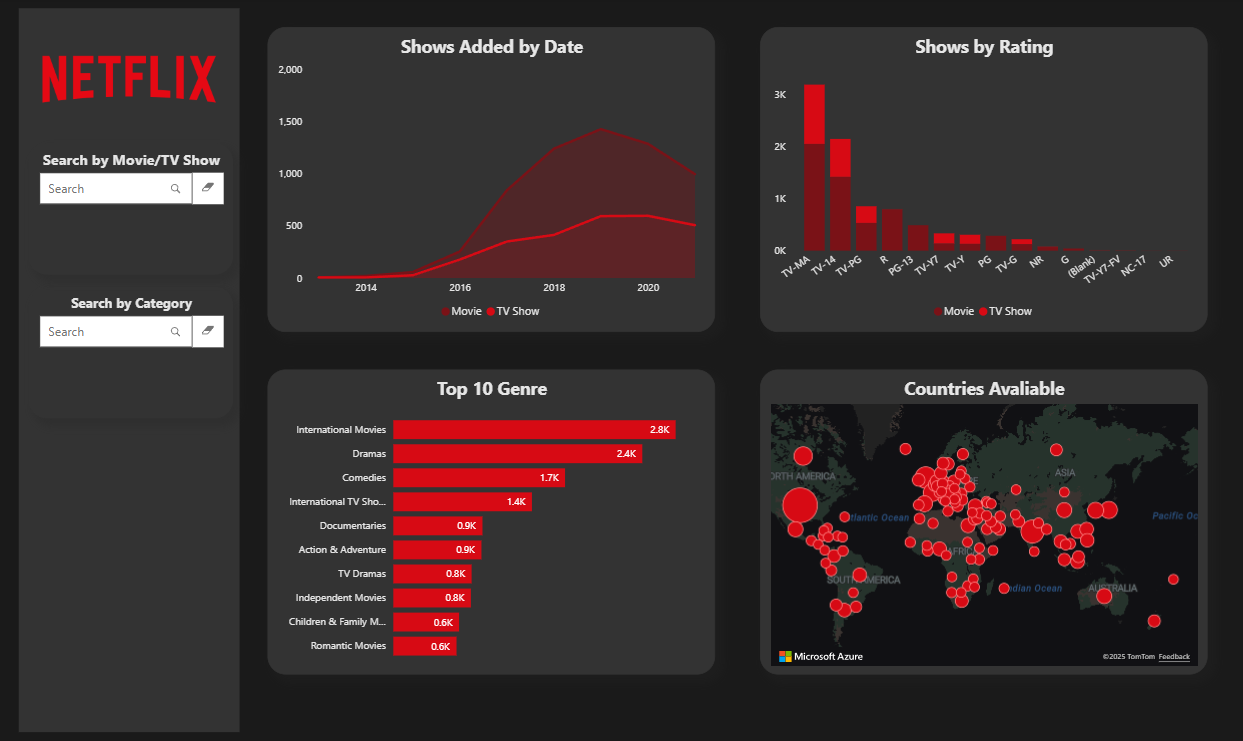 NETFLIX
Search by Movie/TV Show
Search
Search by Category
Search
Shows Added by Date
2,000
1,500
1,000
500
0
2014 2016 2018 2020
Movie TV Show
Shows by Rating
3K
2K
1K
0K
TV-MA TV-14 TV-PG R PG-13 TV-Y7 TV-Y PG TV-G NR G (Blank) TV-Y7-FV NC-17 UR
Movie TV Show
Top 10 Genre
International Movies 2.8K
Dramas 2.4K
Comedies 1.7K
International TV Sho... 1.4K
Documentaries 0.9K
Action & Adventure 0.9K
TV Dramas 0.8K
Independent Movies 0.8K
Children & Family M... 0.6K
Romantic Movies 0.6K
Countries Avaliable
ASIA
ORTH AMERICA
Atlantic Ocean
Pacific Oc
AFRIC
SOUTH AMERICA
ndian Ocean
AUSTRALIA
Microsoft Azure
©2025 TomTom Feedback